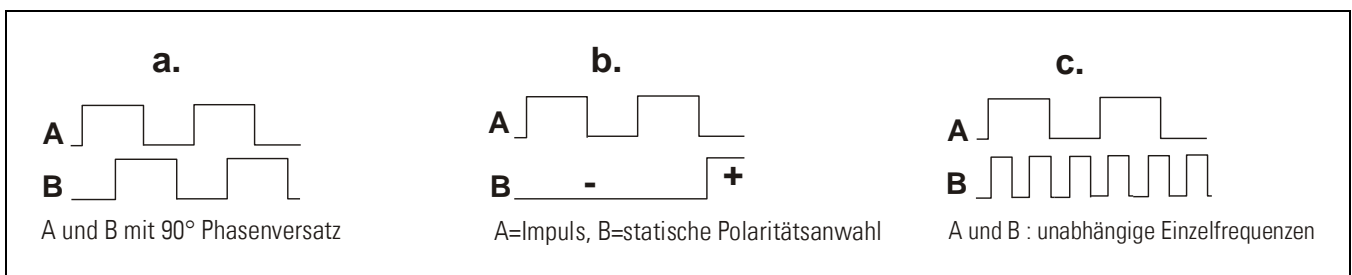 a.
A
B
A und B mit 90° Phasenversatz
b.
A
B - +
A=Impuls, B=statische Polaritätsanwahl
c.
A
B
A und B : unabhängige Einzelfrequenzen